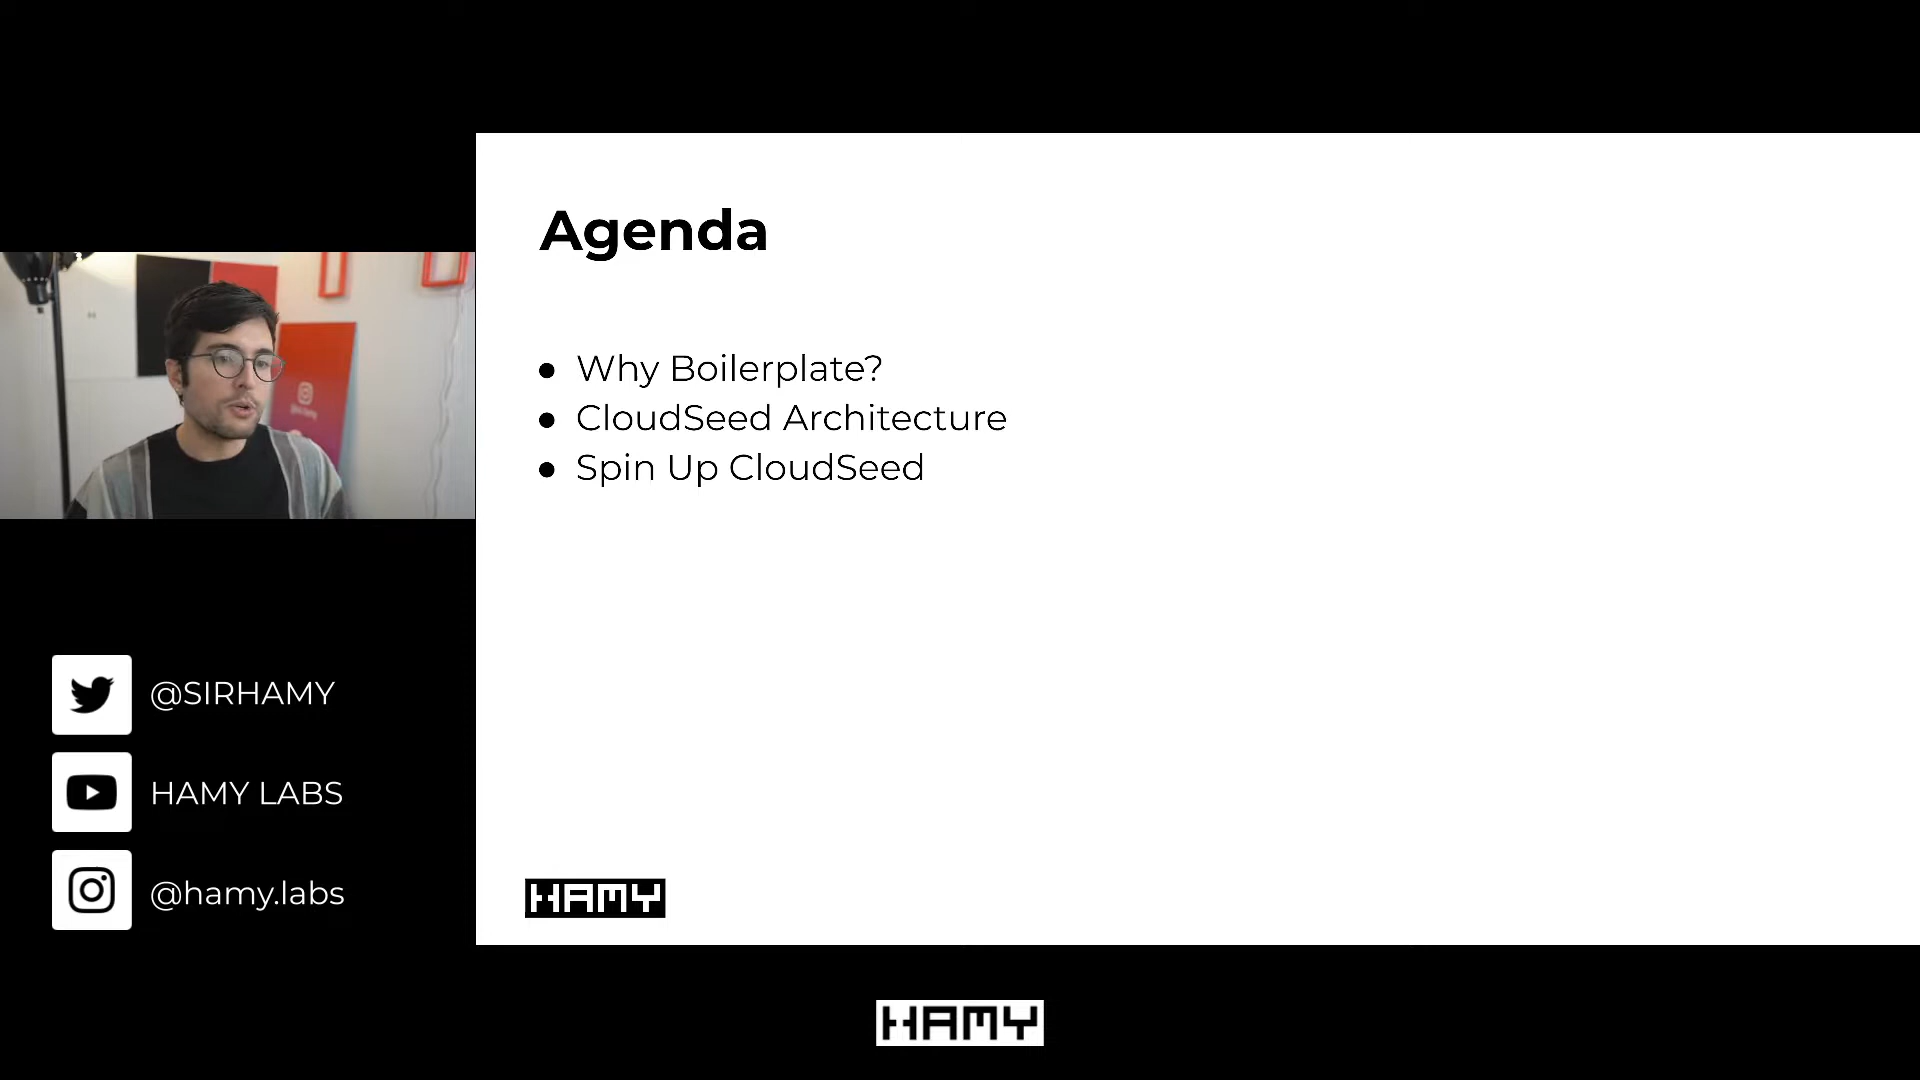 Agenda
● Why Boilerplate?
● CloudSeed Architecture
● Spin Up CloudSeed
@SIRHAMY
HAMY LABS
@hamy.labs
HAMY
HAMY